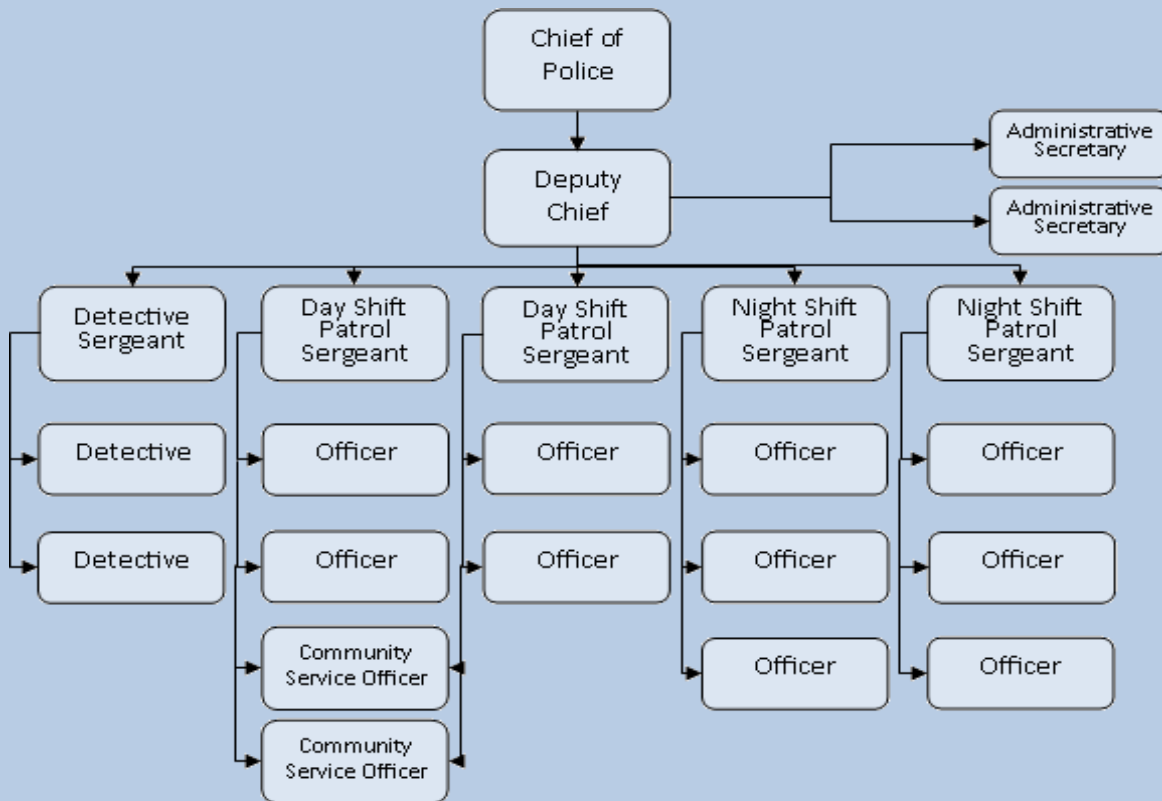 Chief of
Police
Administrative
Secretary
Deputy
Chief
Administrative
Secretary
Detective
Sergeant
Day Shift
Patrol
Sergeant
Day Shift
Patrol
Sergeant
Night Shift
Patrol
Sergeant
Night Shift
Patrol
Sergeant
Detective
Officer
Officer
Officer
Officer
Detective
Officer
Officer
Officer
Officer
Community
Service Officer
Officer
Officer
Community
Service Officer